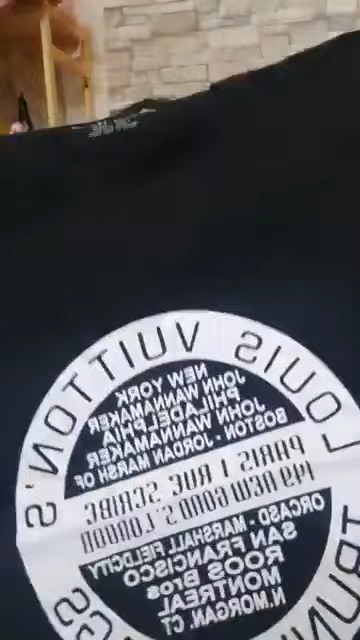 LOUIS VUITTON'S
NEW YORK
JOHN WANNAMAKER
PHILADELPHIA
JOHN WANNAMAKER
BOSTON - JORDAN MARSH OF
PARIS 1 RUE SCRIBE
149 NEW BOND S.' LONDON
ORCASO - MARSHALL FIELDCITY
SAN FRANCISCO
ROOS Bros
MONTREAL
N.MORGAN. CT